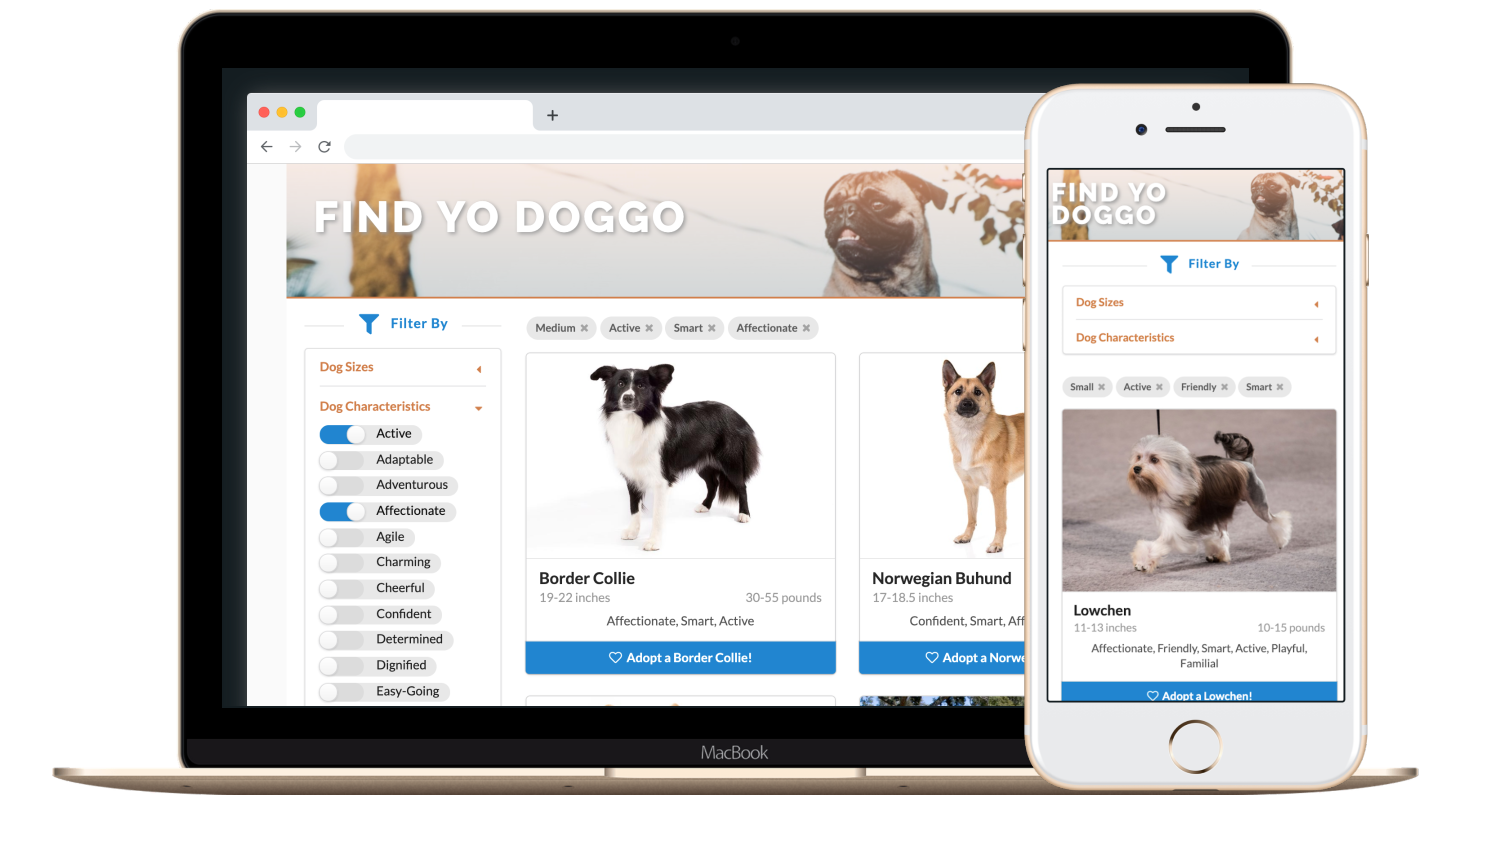 FIND YO DOGGO
Filter By
Dog Sizes
Dog Characteristics
Active
Adaptable
Adventurous
Affectionate
Agile
Charming
Cheerful
Confident
Determined
Dignified
Easy-Going
Medium ✖ Active ✖ Smart ✖ Affectionate ✖
Border Collie
19-22 inches 30-55 pounds
Affectionate, Smart, Active
Adopt a Border Collie!
Norwegian Buhund
17-18.5 inches
Confident, Smart, Aff
Adopt a Norwe
MacBook
FIND YO
DOGGO
Filter By
Dog Sizes
Dog Characteristics
Small ✖ Active ✖ Friendly ✖ Smart ✖
Lowchen
11-13 inches 10-15 pounds
Affectionate, Friendly, Smart, Active, Playful,
Familial
Adopt a Lowchen!